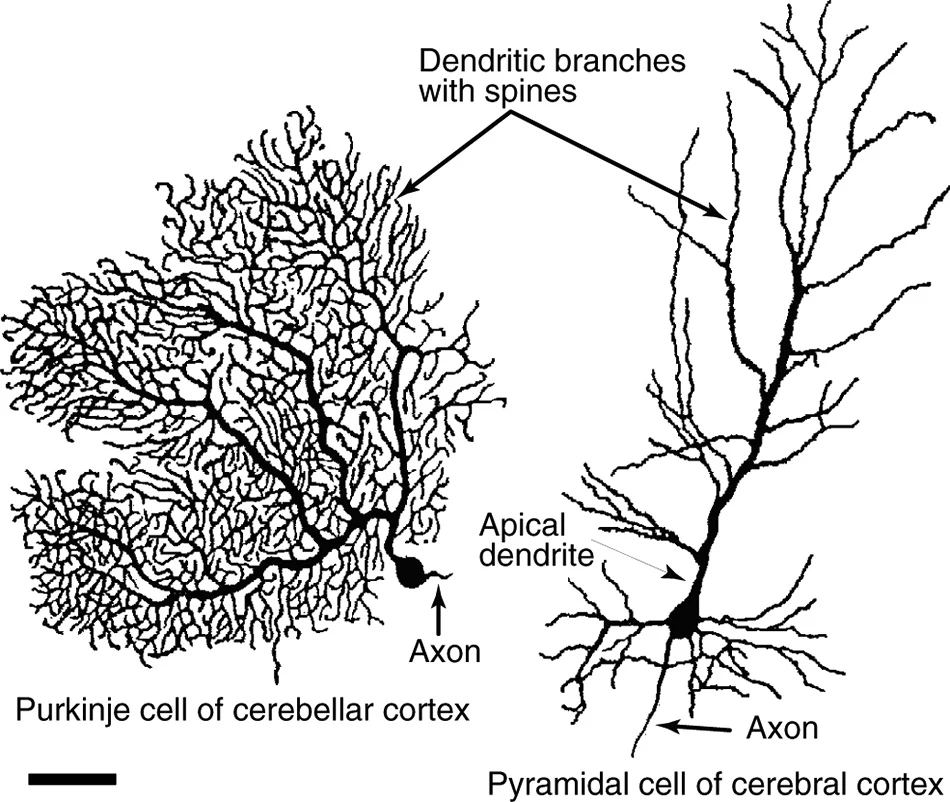 Dendritic branches
with spines
Apical
dendrite
Axon
Purkinje cell of cerebellar cortex
Axon
Pyramidal cell of cerebral cortex